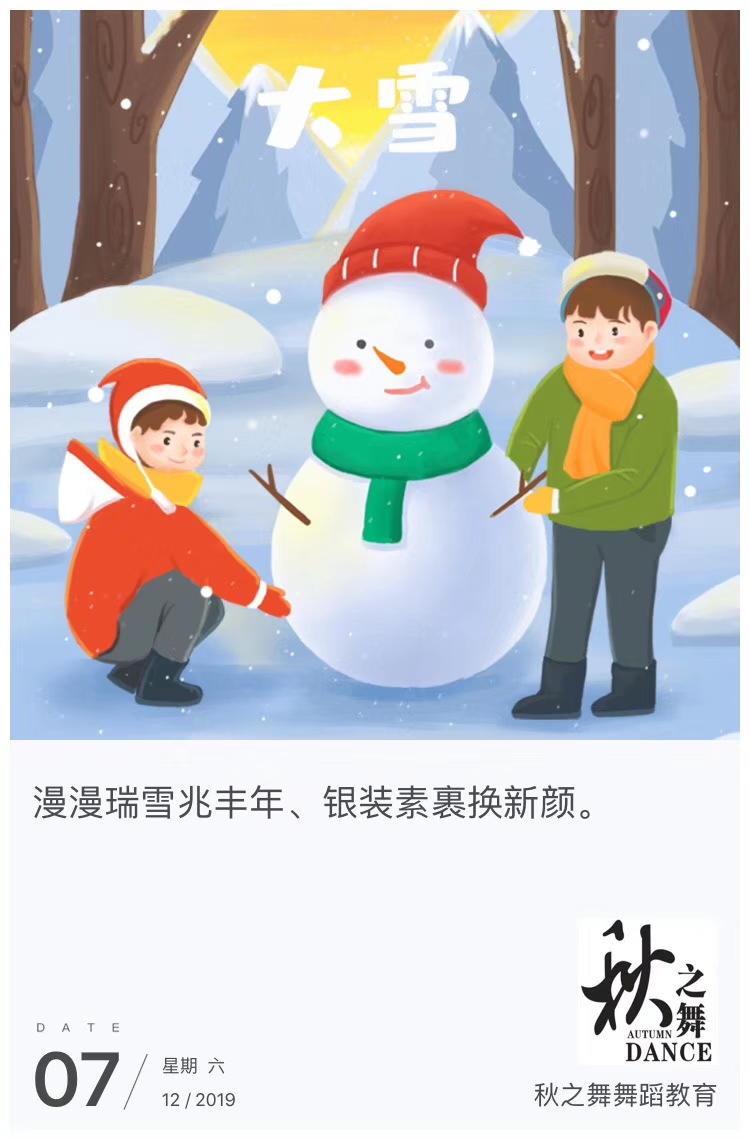 大雪
漫漫瑞雪兆丰年、银装素裹换新颜。
秋之舞
AUTUMN
DANCE
DATE
07
星期 六
12 / 2019
秋之舞舞蹈教育